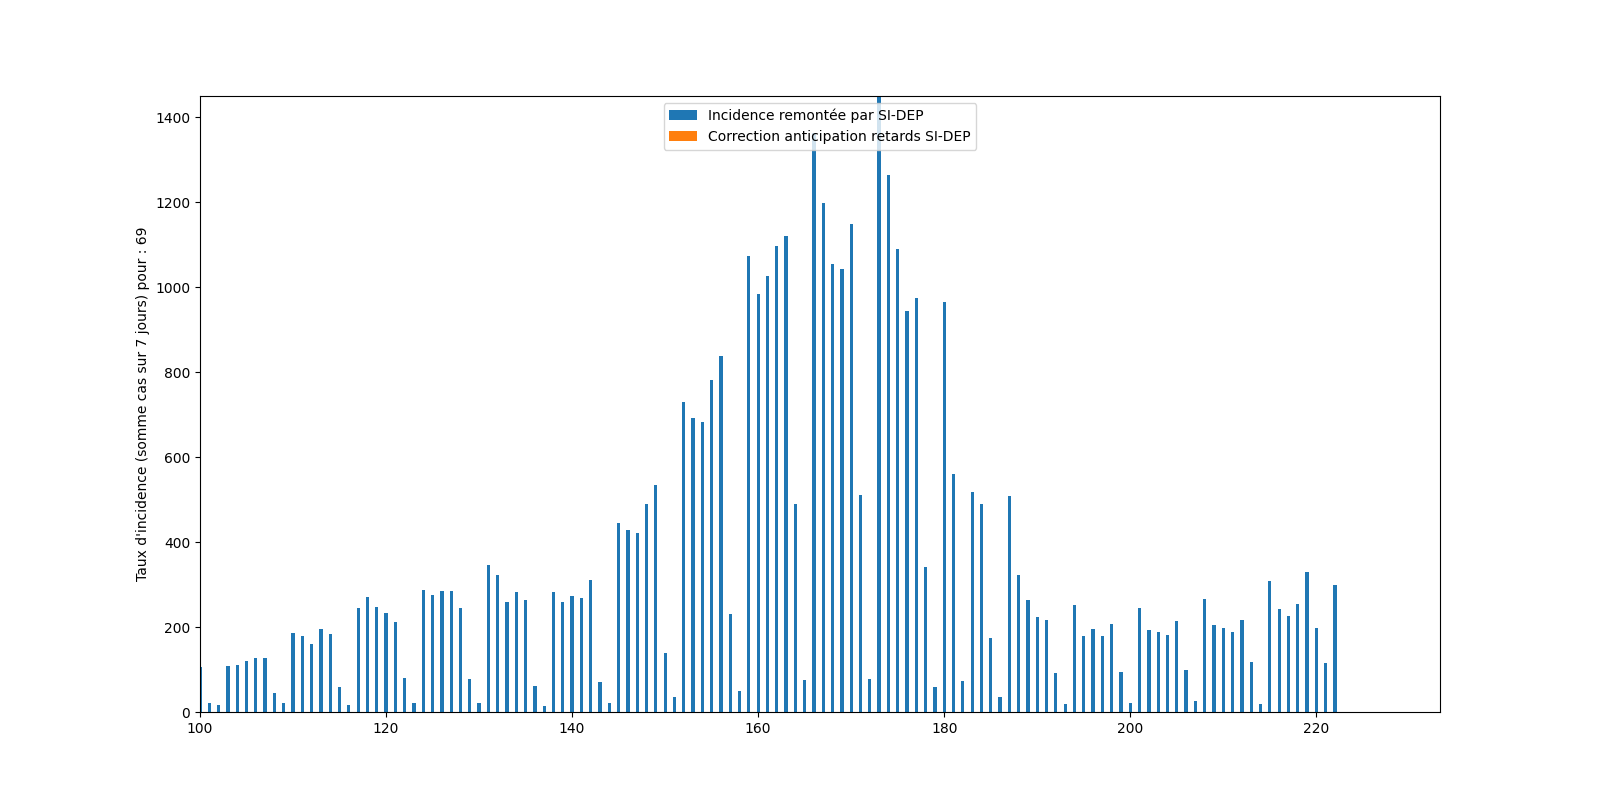 Incidence remontée par SI-DEP
Correction anticipation retards SI-DEP
Taux d'incidence (somme cas sur 7 jours) pour : 69
1400
1200
1000
800
600
400
200
0
100 120 140 160 180 200 220